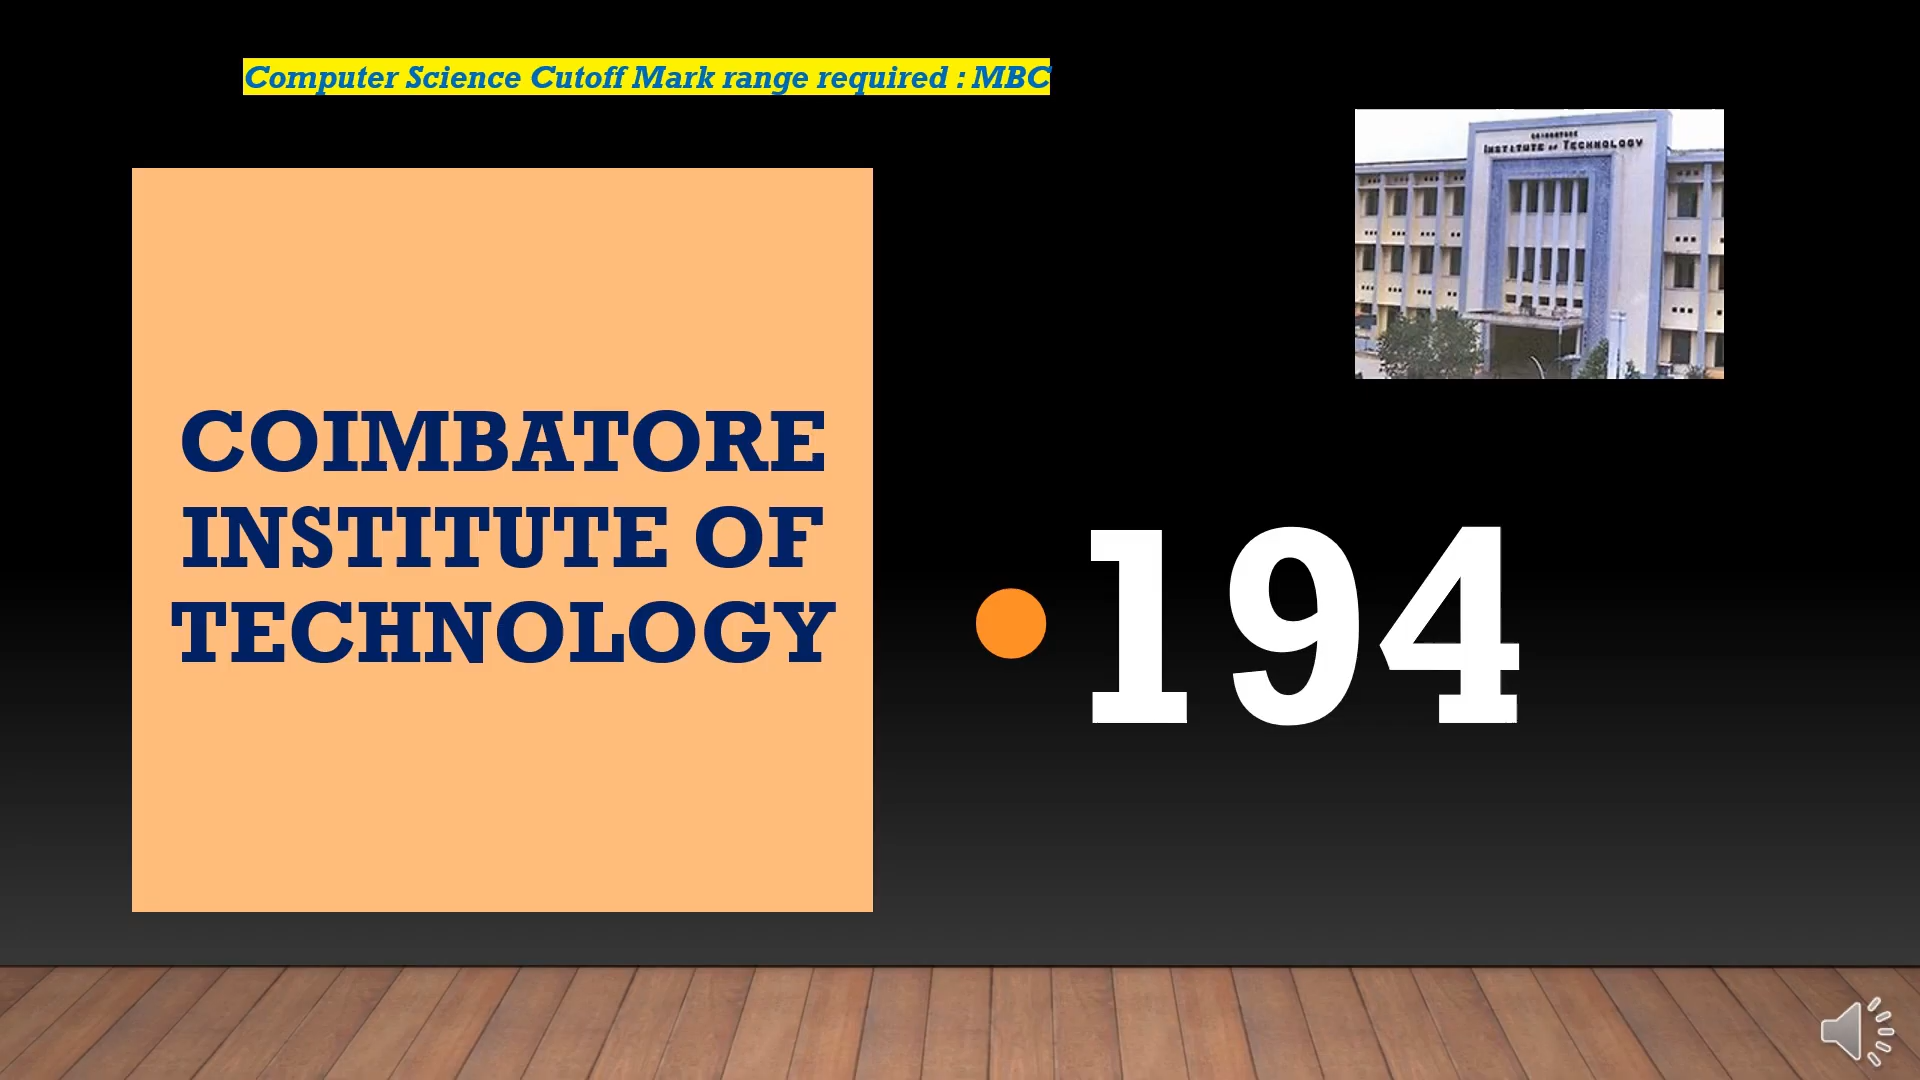 Computer Science Cutoff Mark range required : MBC
INSTITUTE OF TECHNOLOGY
COIMBATORE
INSTITUTE OF
TECHNOLOGY
194